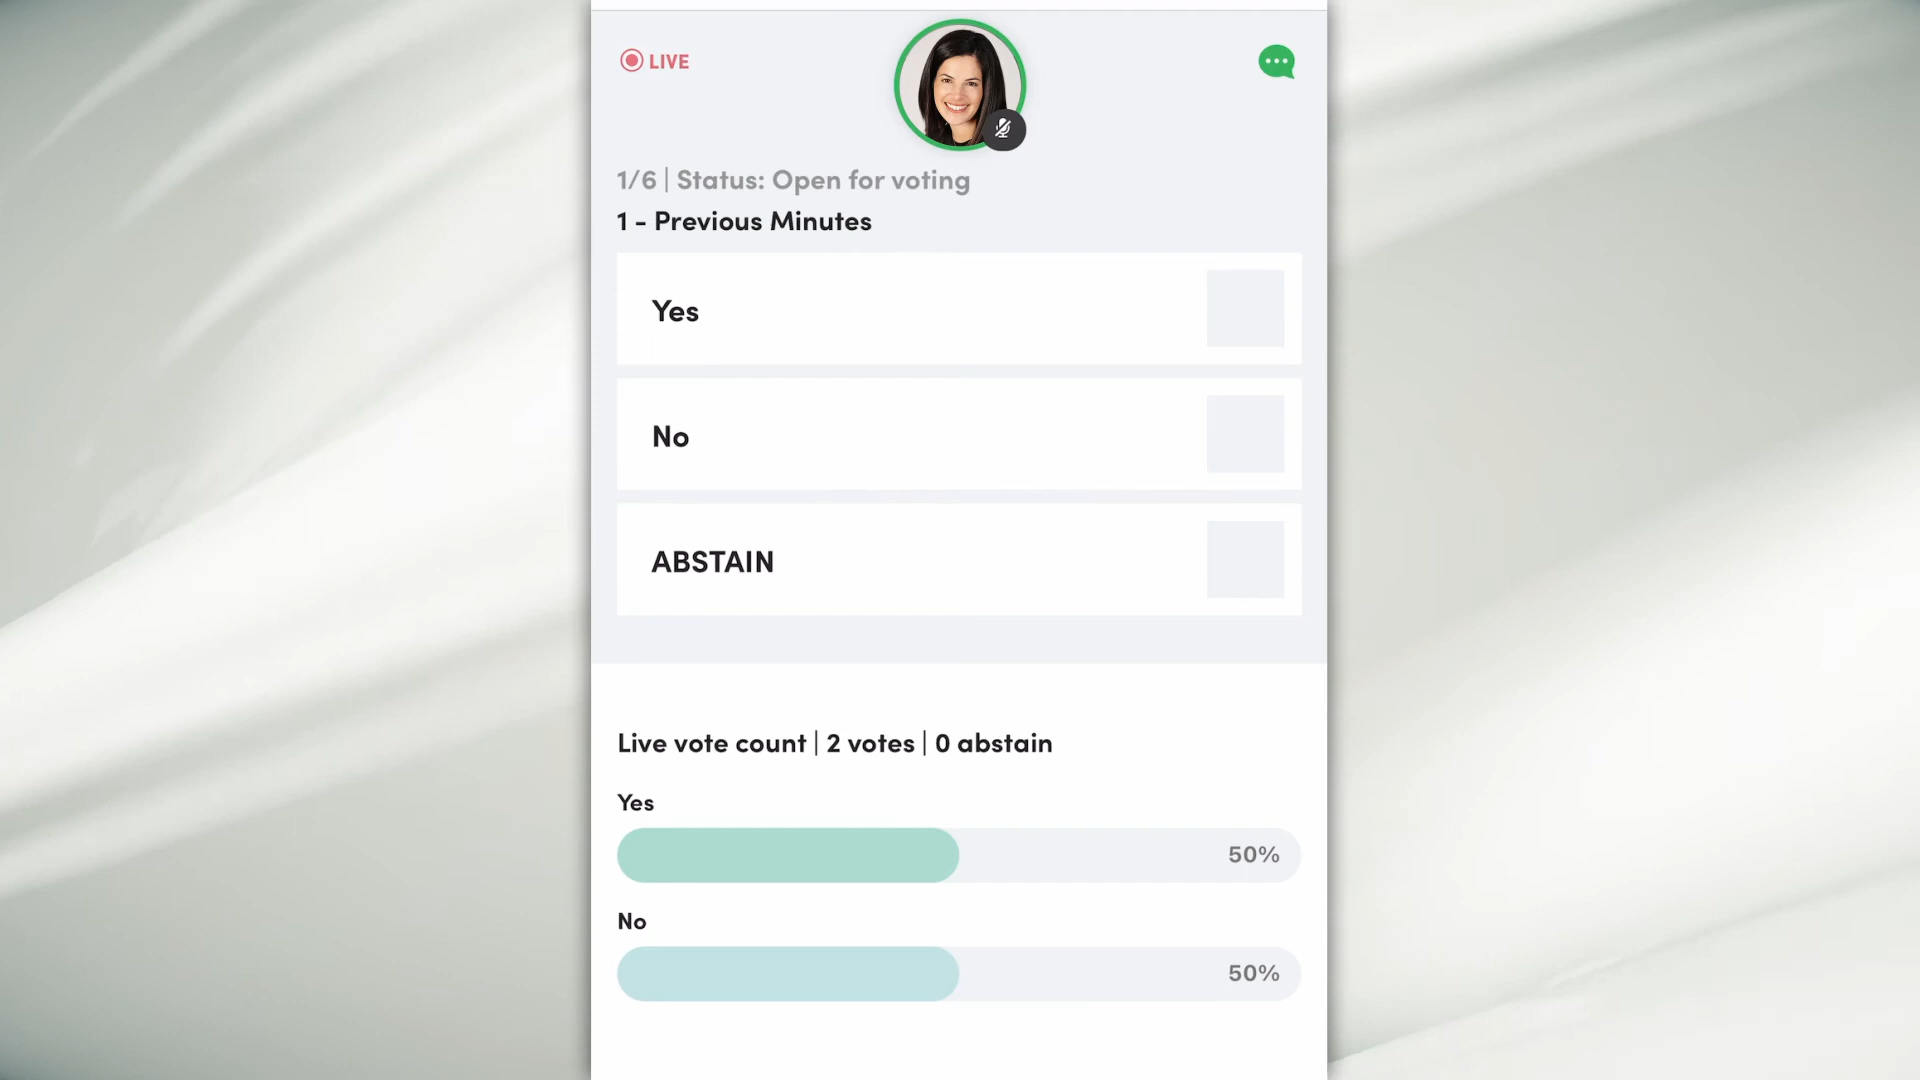 LIVE
1/6 | Status: Open for voting
1 - Previous Minutes
Yes
No
ABSTAIN
Live vote count | 2 votes | 0 abstain
Yes
50%
No
50%